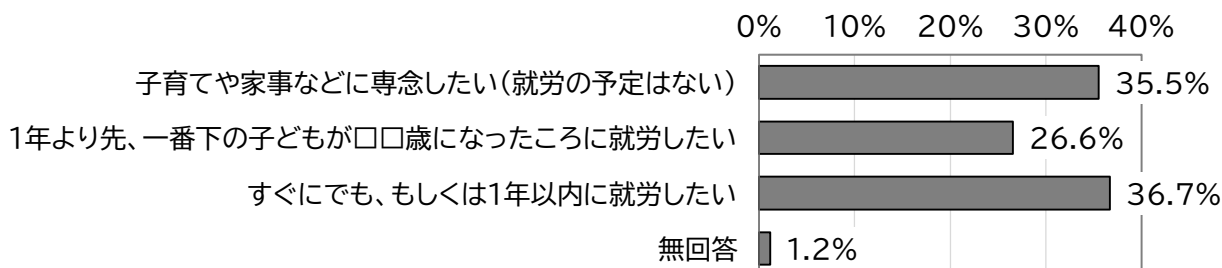 0% 10% 20% 30% 40%
子育てや家事などに専念したい(就労の予定はない) 35.5%
1年より先、一番下の子どもが□□歳になったころに就労したい 26.6%
すぐにでも、もしくは1年以内に就労したい 36.7%
無回答 1.2%